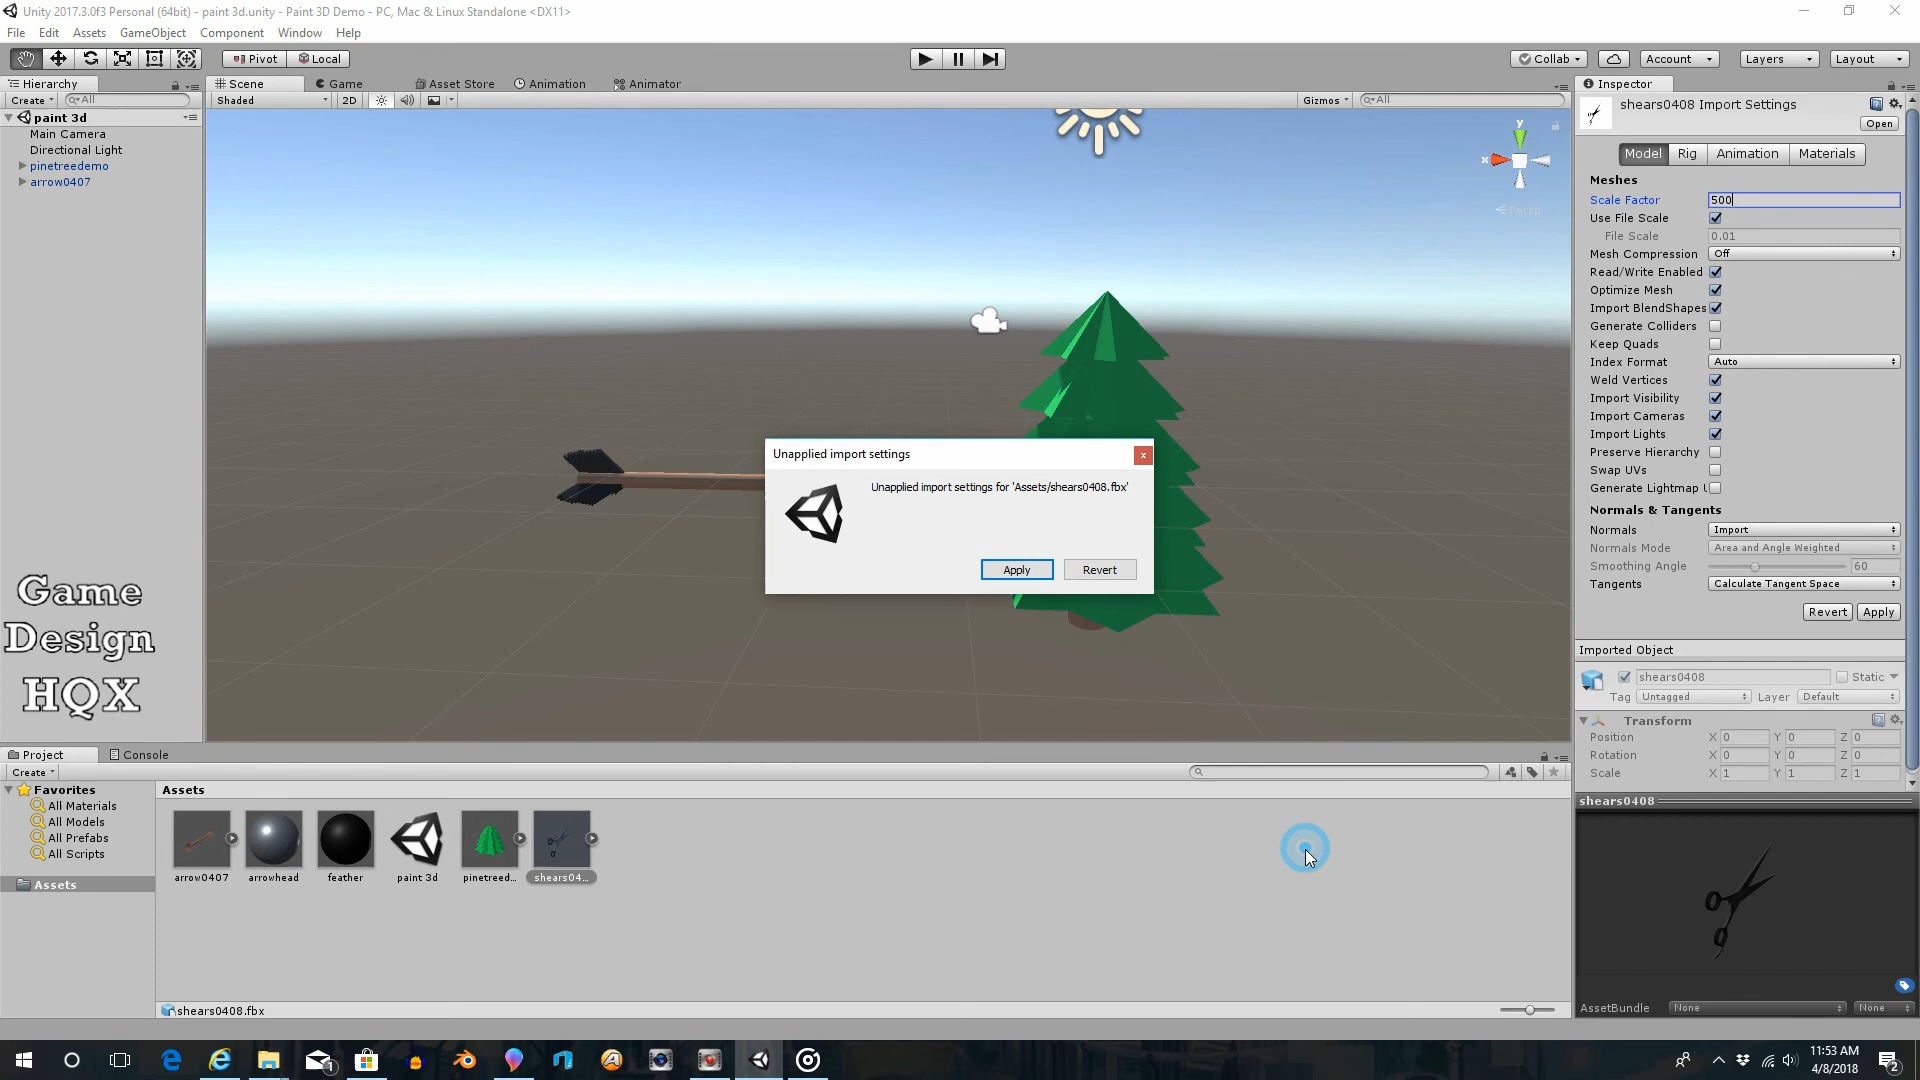 Unity 2017.3.0f3 Personal (64bit) - paint 3d.unity - Paint 3D Demo - PC, Mac & Linux Standalone <DX11>
File Edit Assets GameObject Component Window Help
Pivot Local
Collab Account Layers Layout
Hierarchy
Create All
paint 3d
Main Camera
Directional Light
pinetreedemo
arrow0407
Scene Game Asset Store Animation Animator
Shaded 2D Gizmos All
y
x
Persp
Inspector
shears0408 Import Settings
Open
Model Rig Animation Materials
Meshes
Scale Factor 500
Use File Scale
File Scale 0.01
Mesh Compression Off
Read/Write Enabled
Optimize Mesh
Import BlendShapes
Generate Colliders
Keep Quads
Index Format Auto
Weld Vertices
Import Visibility
Import Cameras
Import Lights
Preserve Hierarchy
Swap UVs
Generate Lightmap U
Normals & Tangents
Normals Import
Normals Mode Area and Angle Weighted
Smoothing Angle 60
Tangents Calculate Tangent Space
Revert Apply
Imported Object
shears0408 Static
Tag Untagged Layer Default
Transform
Position X 0 Y 0 Z 0
Rotation X 0 Y 0 Z 0
Scale X 1 Y 1 Z 1
shears0408
AssetBundle None None
Unapplied import settings
x
Unapplied import settings for 'Assets/shears0408.fbx'
Apply Revert
Game
Design
HQX
Project Console
Create
Favorites
All Materials
All Models
All Prefabs
All Scripts
Assets
Assets
arrow0407 arrowhead feather paint 3d pinetreed... shears04...
shears0408.fbx
1
11:53 AM
4/8/2018
2